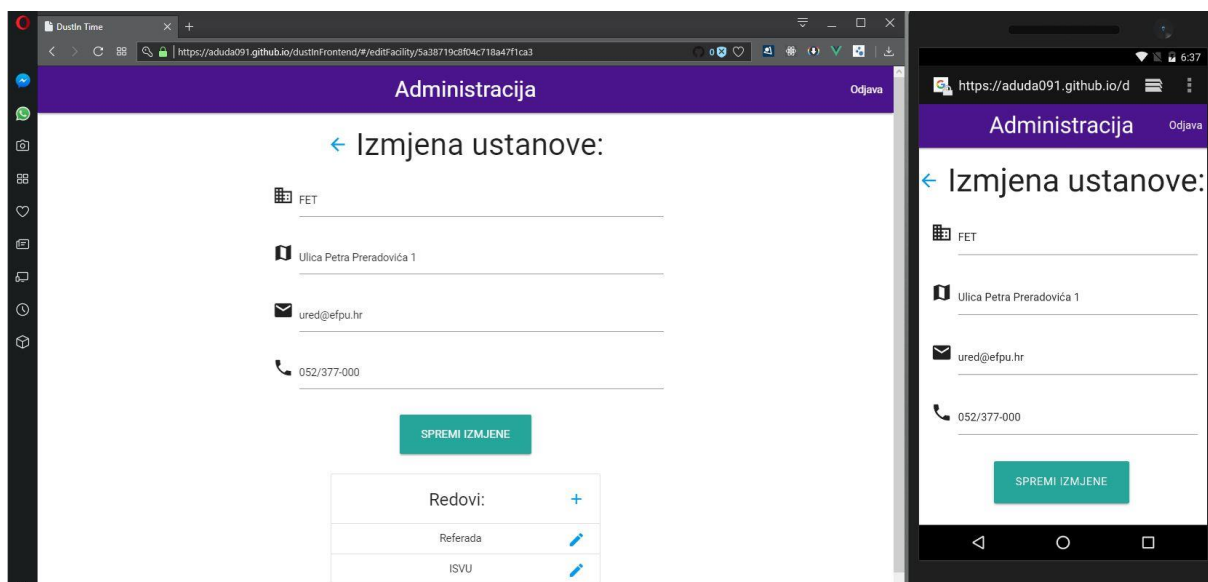 DustIn Time
https://aduda091.github.io/dustInFrontend/#/editFacility/5a38719c8f04c718a47f1ca3
0
Administracija
Odjava
Izmjena ustanove:
FET
Ulica Petra Preradovića 1
ured@efpu.hr
052/377-000
SPREMI IZMJENE
Redovi:
Referada
ISVU
6:37
https://aduda091.github.io/d
Administracija
Odjava
Izmjena ustanove:
FET
Ulica Petra Preradovića 1
ured@efpu.hr
052/377-000
SPREMI IZMJENE